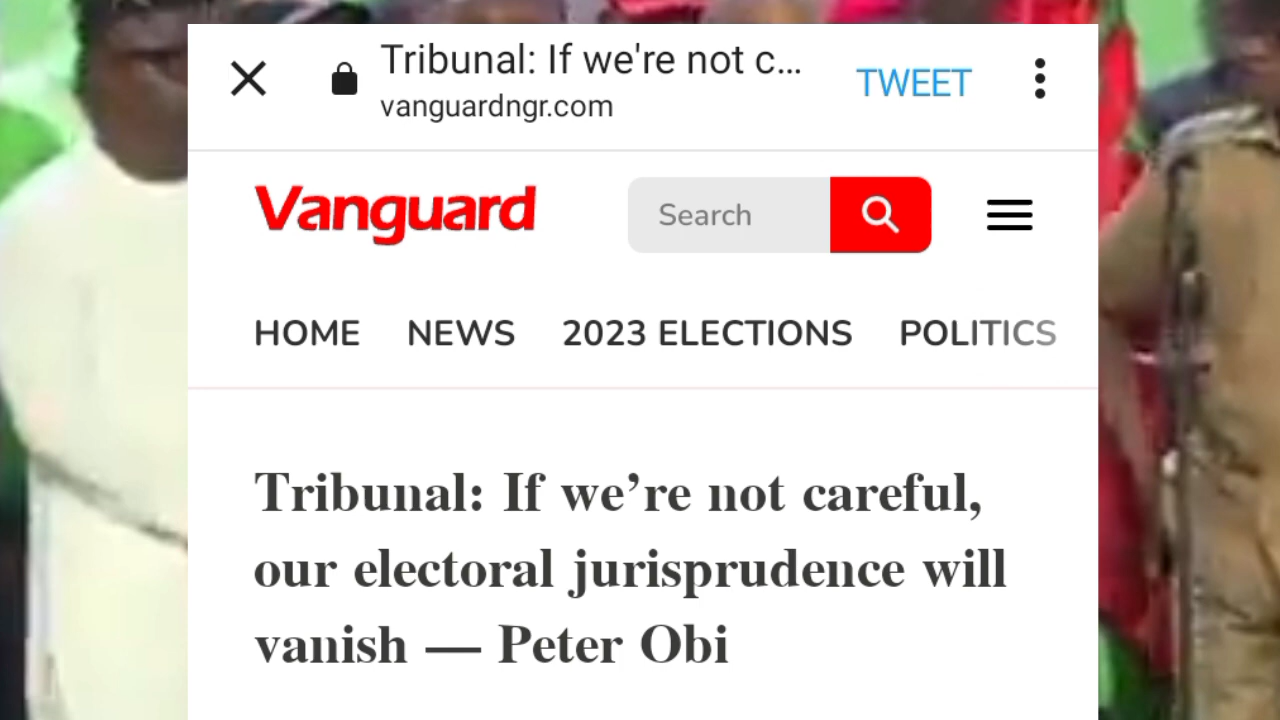 Tribunal: If we're not c...
TWEET
vanguardngr.com
Vanguard
Search
HOME NEWS 2023 ELECTIONS POLITICS
Tribunal: If we’re not careful,
our electoral jurisprudence will
vanish — Peter Obi